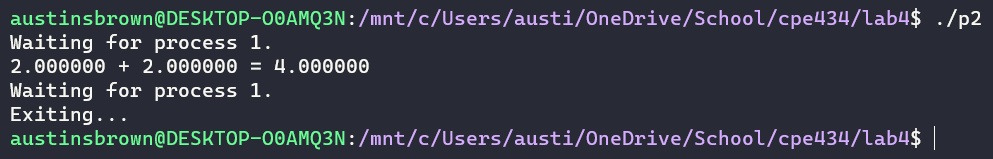 austinsbrown@DESKTOP-O0AMQ3N:/mnt/c/Users/austi/OneDrive/School/cpe434/lab4$ ./p2
Waiting for process 1.
2.000000 + 2.000000 = 4.000000
Waiting for process 1.
Exiting...
austinsbrown@DESKTOP-O0AMQ3N:/mnt/c/Users/austi/OneDrive/School/cpe434/lab4$